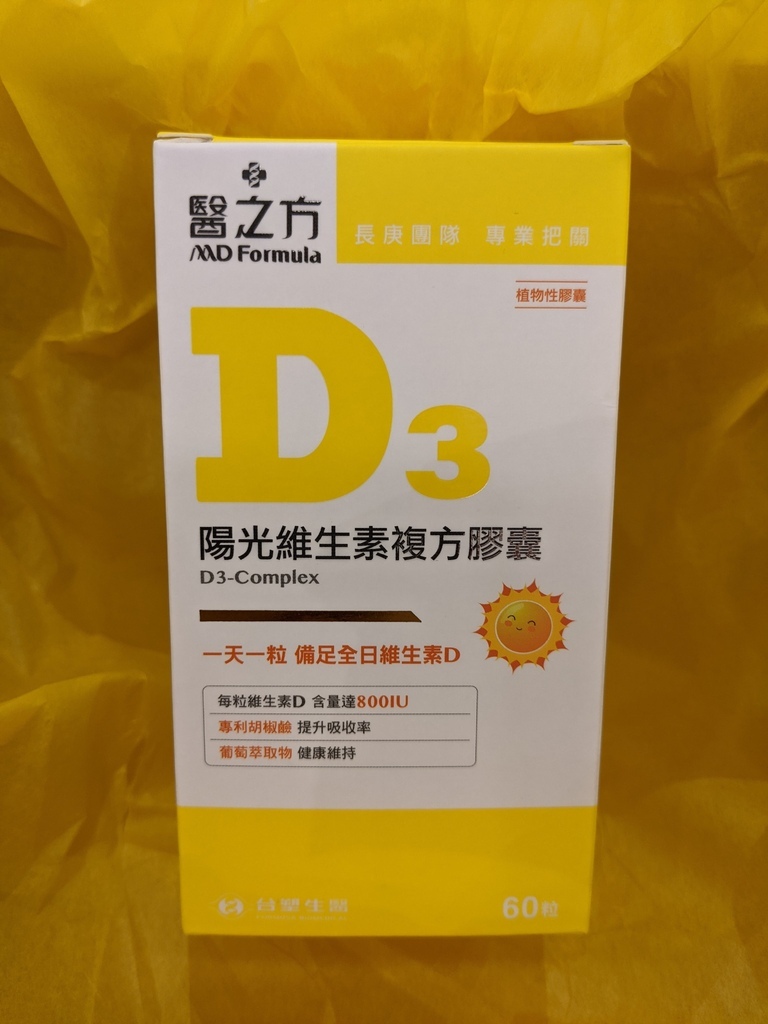 醫之方
MD Formula
長庚團隊 專業把關
植物性膠囊
D3
陽光維生素複方膠囊
D3-Complex
一天一粒 備足全日維生素D
每粒維生素D 含量達800IU
專利胡椒鹼 提升吸收率
葡萄萃取物 健康維持
台塑生醫
60粒